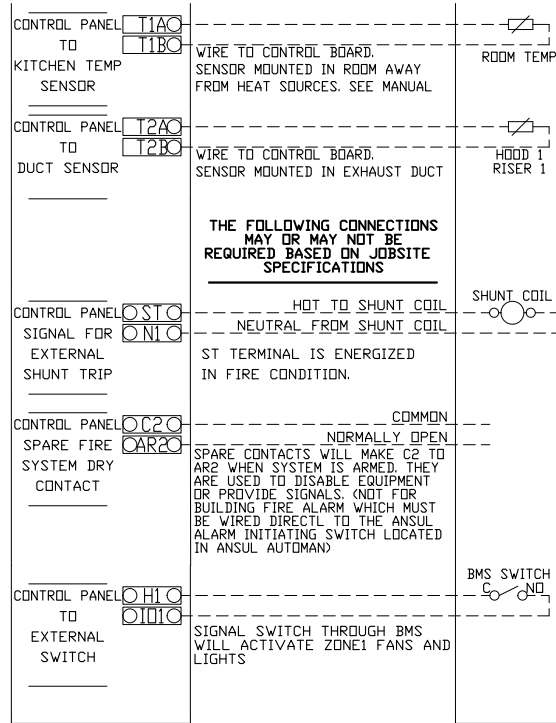 CONTROL PANEL
TO
KITCHEN TEMP
SENSOR
T1A
T1B
WIRE TO CONTROL BOARD.
SENSOR MOUNTED IN ROOM AWAY
FROM HEAT SOURCES. SEE MANUAL
ROOM TEMP
CONTROL PANEL
TO
DUCT SENSOR
T2A
T2B
WIRE TO CONTROL BOARD.
SENSOR MOUNTED IN EXHAUST DUCT
HOOD 1
RISER 1
THE FOLLOWING CONNECTIONS
MAY OR MAY NOT BE
REQUIRED BASED ON JOBSITE
SPECIFICATIONS
CONTROL PANEL
SIGNAL FOR
EXTERNAL
SHUNT TRIP
ST
N1
HOT TO SHUNT COIL
NEUTRAL FROM SHUNT COIL
ST TERMINAL IS ENERGIZED
IN FIRE CONDITION.
SHUNT COIL
CONTROL PANEL
SPARE FIRE
SYSTEM DRY
CONTACT
C2
AR2
COMMON
NORMALLY OPEN
SPARE CONTACTS WILL MAKE C2 TO
AR2 WHEN SYSTEM IS ARMED. THEY
ARE USED TO DISABLE EQUIPMENT
OR PROVIDE SIGNALS. (NOT FOR
BUILDING FIRE ALARM WHICH MUST
BE WIRED DIRECTL TO THE ANSUL
ALARM INITIATING SWITCH LOCATED
IN ANSUL AUTOMAN)
CONTROL PANEL
TO
EXTERNAL
SWITCH
H1
IO1
SIGNAL SWITCH THROUGH BMS
WILL ACTIVATE ZONE1 FANS AND
LIGHTS
BMS SWITCH
C NO